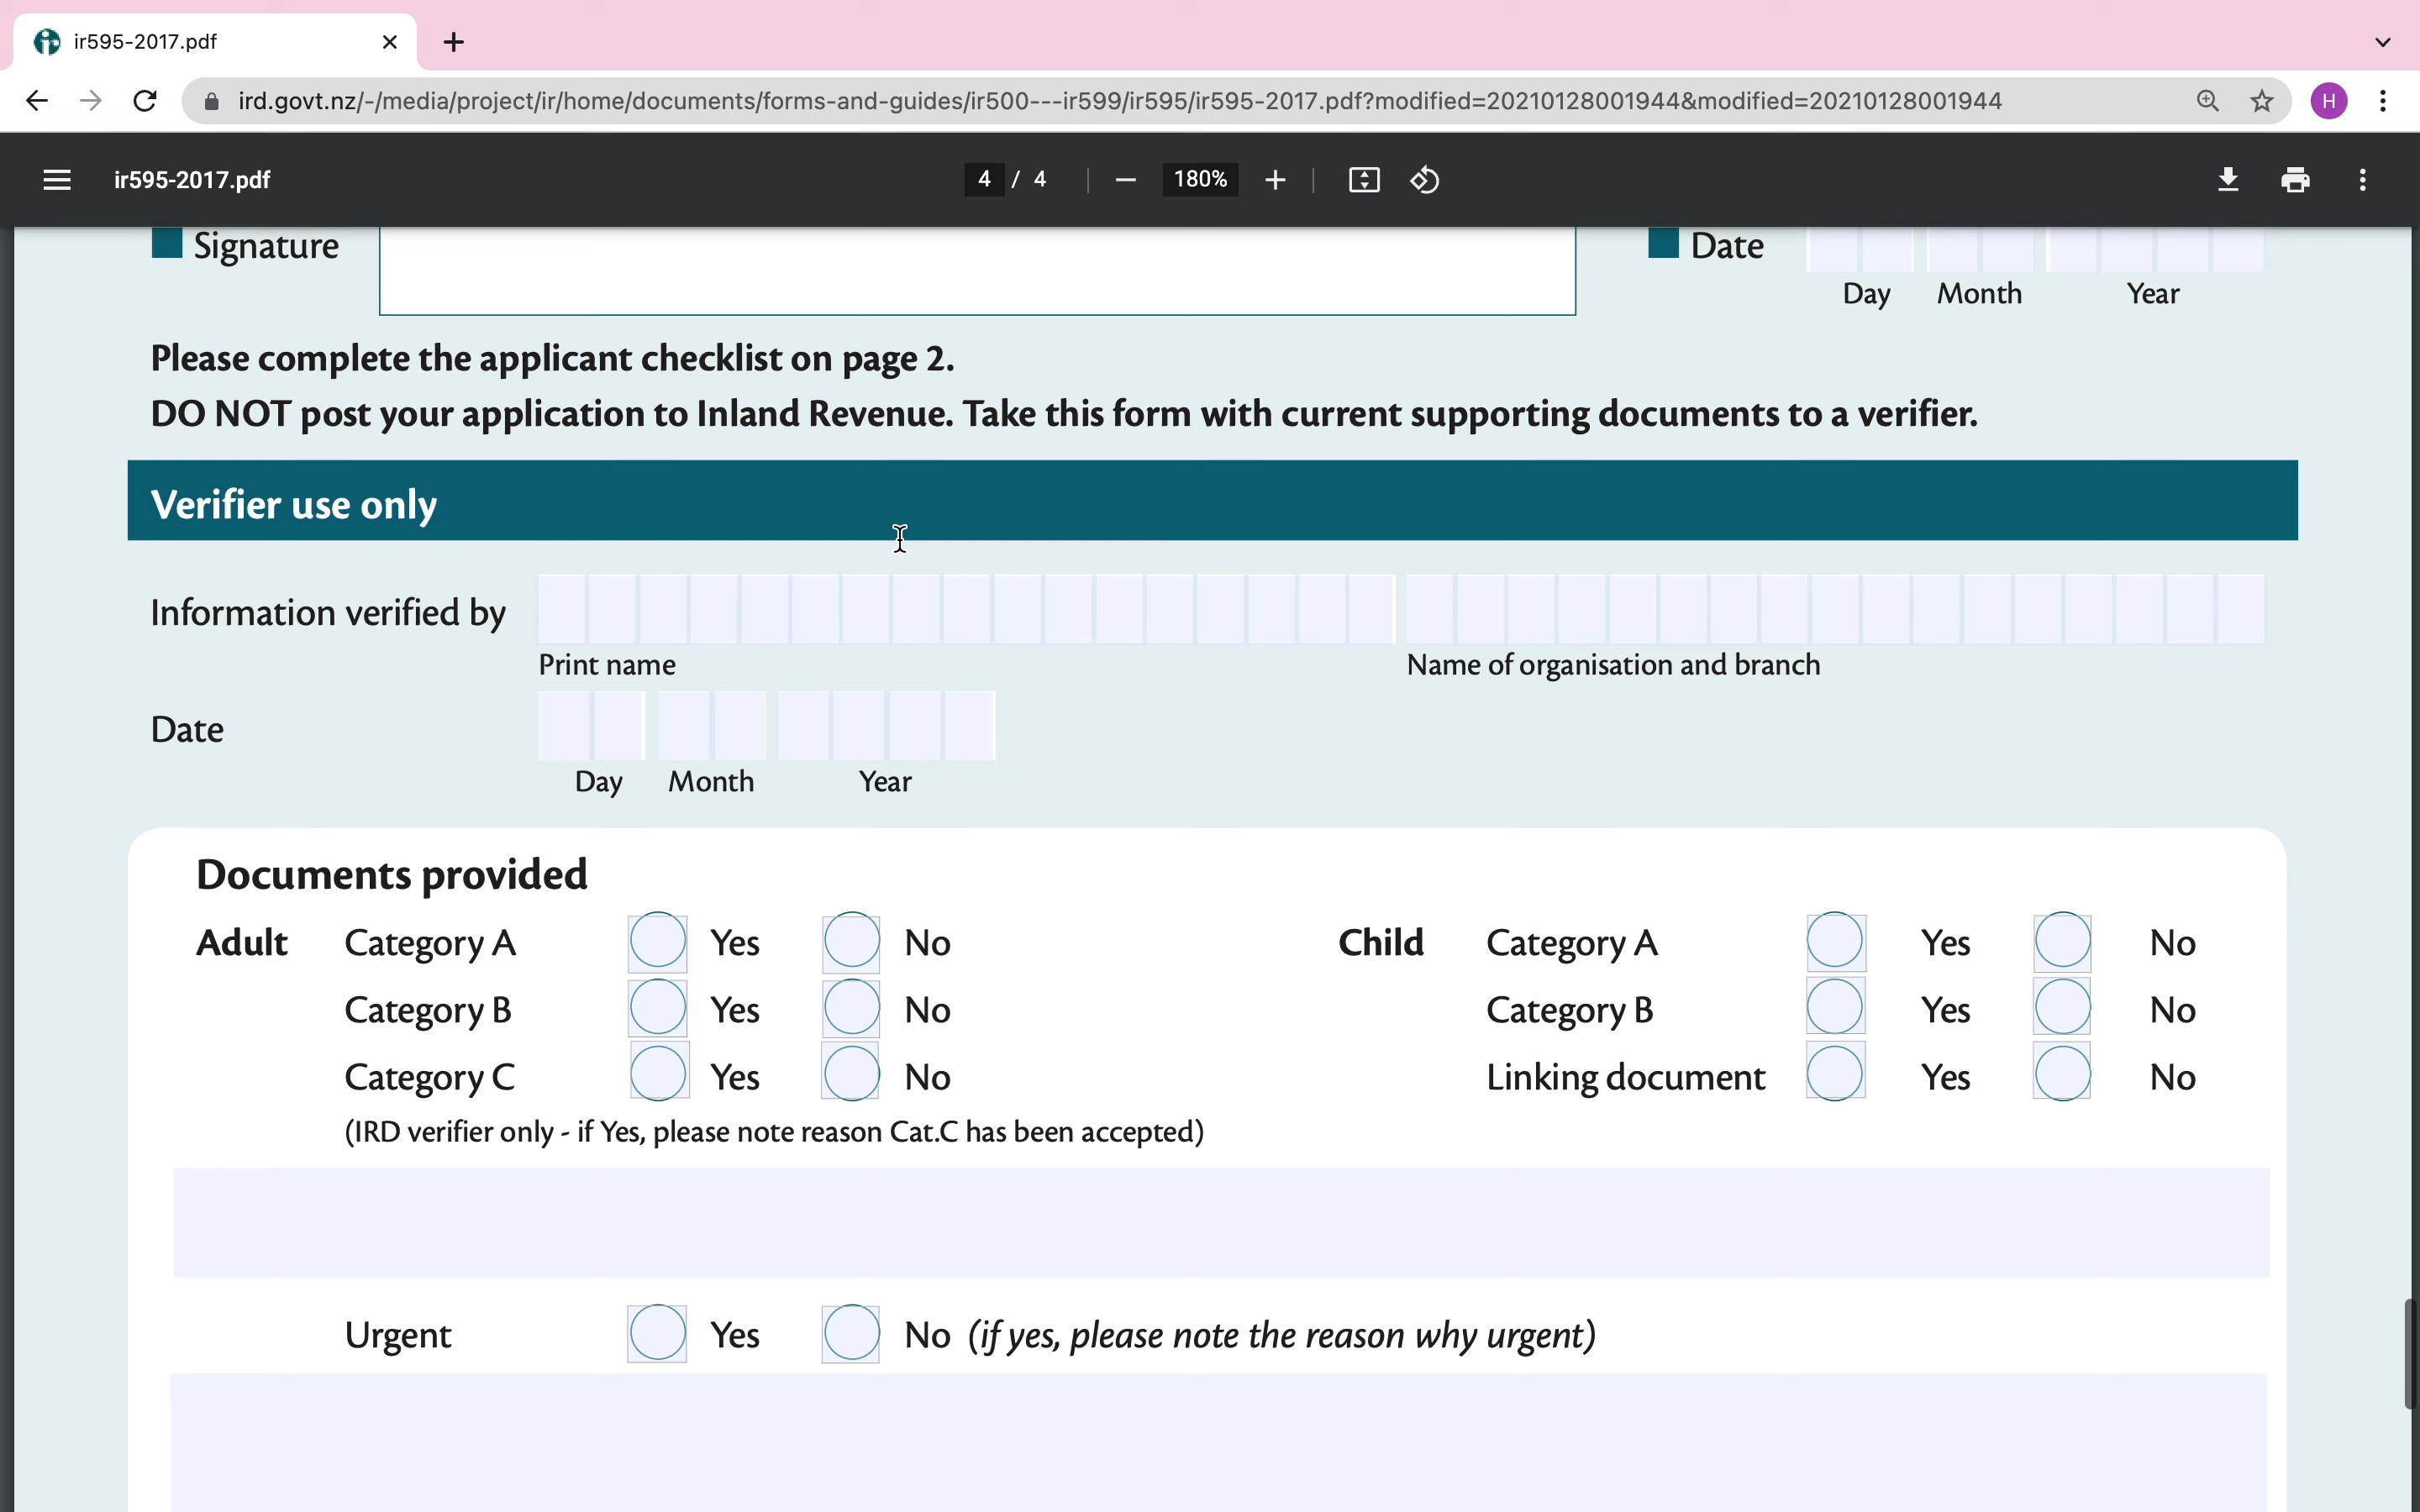 ir595-2017.pdf
ird.govt.nz/-/media/project/ir/home/documents/forms-and-guides/ir500---ir599/ir595/ir595-2017.pdf?modified=20210128001944&modified=20210128001944
H
ir595-2017.pdf
4 / 4
180%
Signature
Date
Day Month Year
Please complete the applicant checklist on page 2.
DO NOT post your application to Inland Revenue. Take this form with current supporting documents to a verifier.
Verifier use only
Information verified by
Print name
Name of organisation and branch
Date
Day Month Year
Documents provided
Adult Category A Yes No Child Category A Yes No
Category B Yes No Category B Yes No
Category C Yes No Linking document Yes No
(IRD verifier only - if Yes, please note reason Cat.C has been accepted)
Urgent Yes No (if yes, please note the reason why urgent)